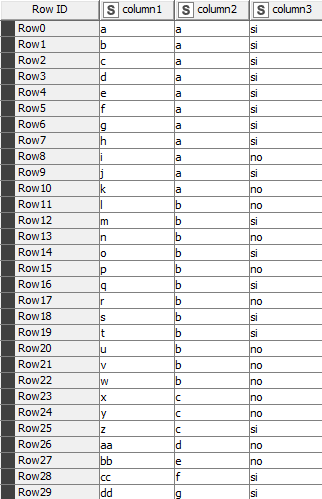 Row ID S column1 S column2 S column3
Row0 a a si
Row1 b a si
Row2 c a si
Row3 d a si
Row4 e a si
Row5 f a si
Row6 g a si
Row7 h a si
Row8 i a no
Row9 j a si
Row10 k a no
Row11 l b no
Row12 m b si
Row13 n b no
Row14 o b si
Row15 p b no
Row16 q b si
Row17 r b no
Row18 s b si
Row19 t b si
Row20 u b no
Row21 v b no
Row22 w b no
Row23 x c no
Row24 y c no
Row25 z c si
Row26 aa d no
Row27 bb e no
Row28 cc f si
Row29 dd g si